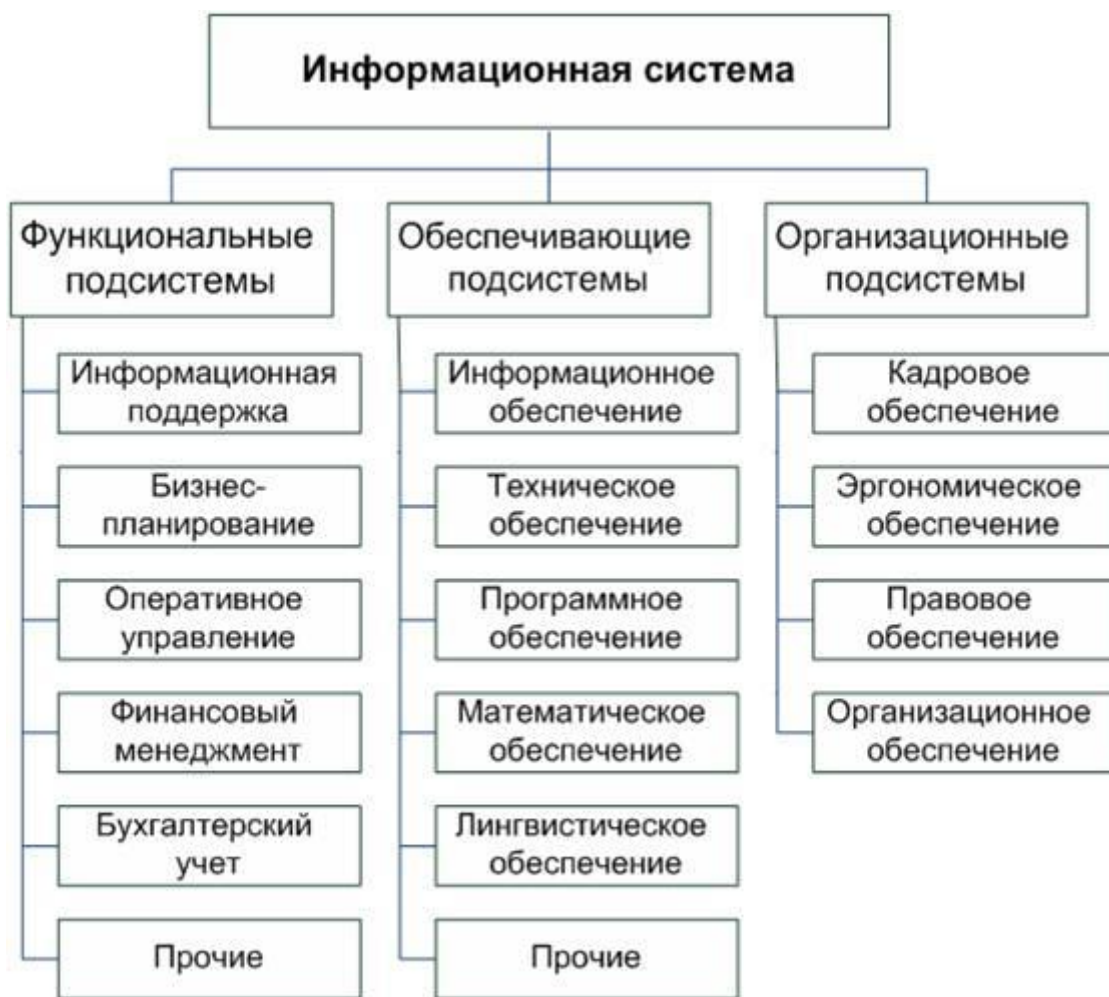 Информационная система
Функциональные
подсистемы
Информационная
поддержка
Бизнес-
планирование
Оперативное
управление
Финансовый
менеджмент
Бухгалтерский
учет
Прочие
Обеспечивающие
подсистемы
Информационное
обеспечение
Техническое
обеспечение
Программное
обеспечение
Математическое
обеспечение
Лингвистическое
обеспечение
Прочие
Организационные
подсистемы
Кадровое
обеспечение
Эргономическое
обеспечение
Правовое
обеспечение
Организационное
обеспечение